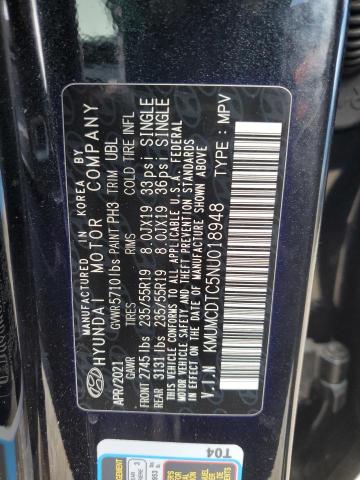 MANUFACTURED IN KOREA BY
HYUNDAI MOTOR COMPANY
APR/2021 GVWR 5710 lbs PAINT PH3 TRIM UBL
GAWR TIRES RIMS COLD TIRE INFL
FRONT 2745 lbs 235/55R19 8.0JX19 33psi SINGLE
REAR 3131 lbs 235/55R19 8.0JX19 36psi SINGLE
THIS VEHICLE CONFORMS TO ALL APPLICABLE U.S.A. FEDERAL
MOTOR VEHICLE SAFETY AND THEFT PREVENTION
STANDARDS IN EFFECT ON THE DATE OF MANUFACTURE SHOWN ABOVE
V.I.N KMUMCDTC5NU018948 TYPE: MPV
T04